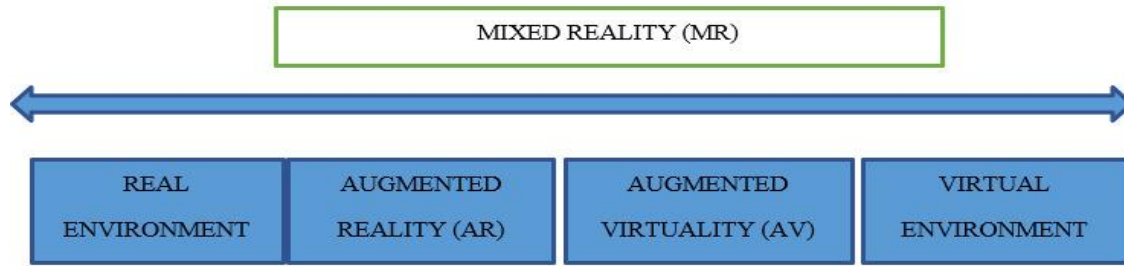 MIXED REALITY (MR)
REAL
ENVIRONMENT
AUGMENTED
REALITY (AR)
AUGMENTED
VIRTUALITY (AV)
VIRTUAL
ENVIRONMENT